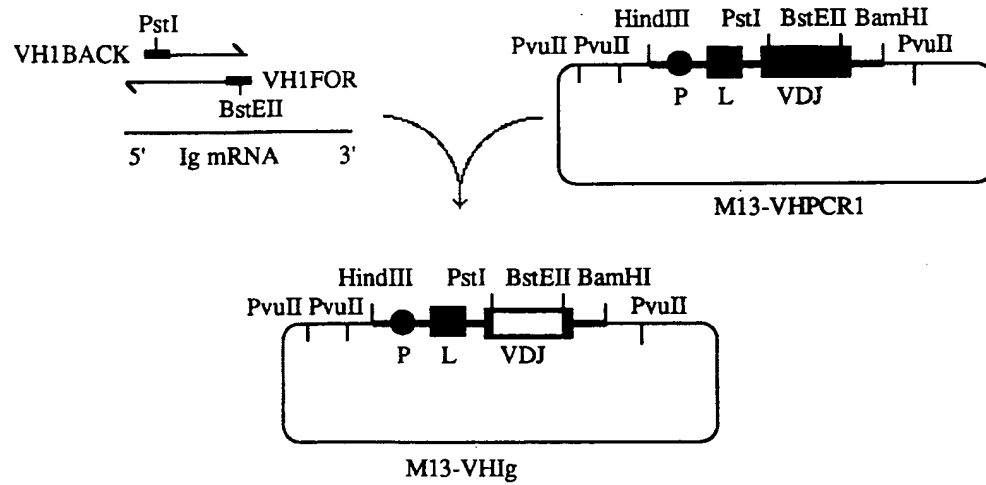 PstI
VH1BACK
VH1FOR
BstEII
5' Ig mRNA 3'
HindIII PstI BstEII BamHI
PvuII PvuII PvuII
P L VDJ
M13-VHPCR1
HindIII PstI BstEII BamHI
PvuII PvuII PvuII
P L VDJ
M13-VHIg